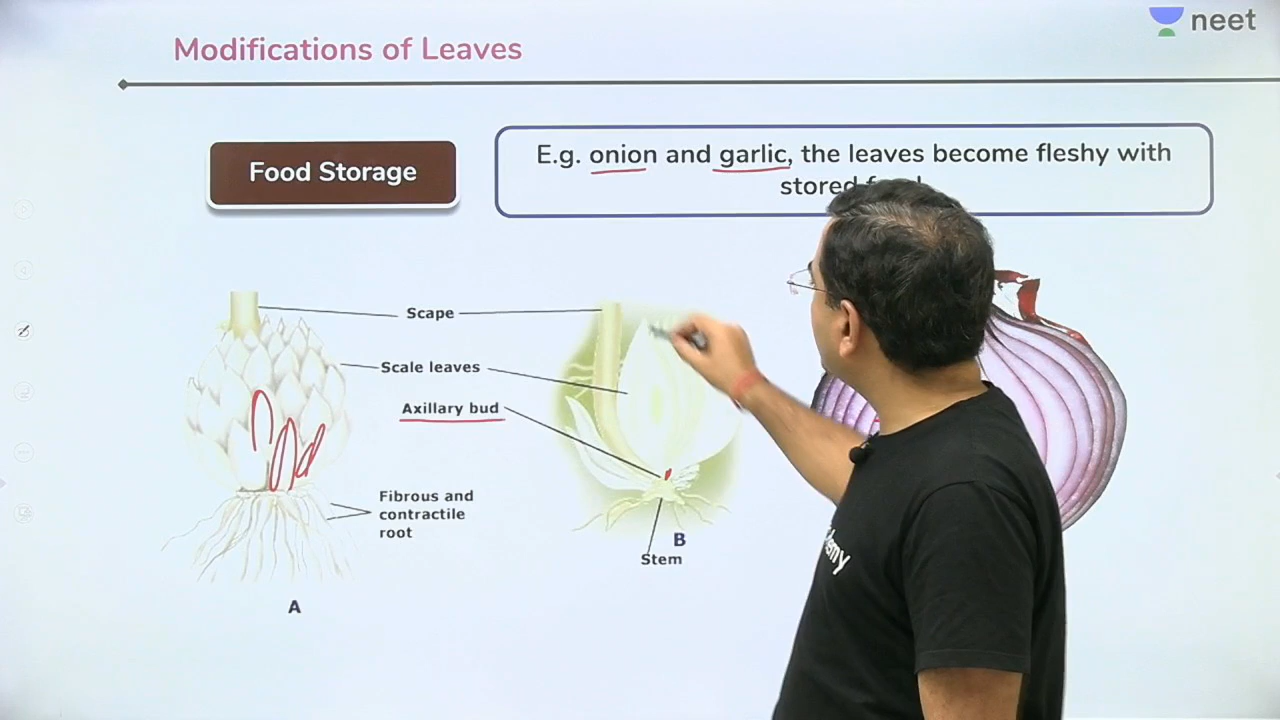 neet
Modifications of Leaves
Food Storage
E.g. onion and garlic, the leaves become fleshy with
stored
Scape
Scale leaves
Axillary bud
Fibrous and
contractile
root
B
Stem
A